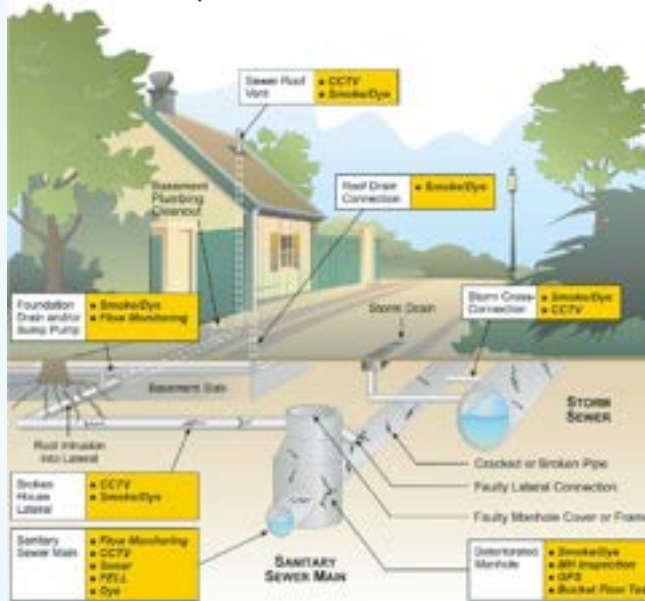 Sewer Roof
Vent
• CCTV
• Smoke/Dye
Basement
Plumbing
Cleanout
Roof Drain
Connection
• Smoke/Dye
Foundation
Drain and/or
Sump Pump
• Smoke/Dye
• Flow Monitoring
Storm Drain
Storm Cross-
Connection
• Smoke/Dye
• CCTV
Basement Slab
STORM
SEWER
Root Intrusion
Into Lateral
Cracked or Broken Pipe
Broken
House
Lateral
• CCTV
• Smoke/Dye
Faulty Lateral Connection
Faulty Manhole Cover or Frame
Sanitary
Sewer Main
• Flow Monitoring
• CCTV
• Sonar
• FELL
• Dye
SANITARY
SEWER MAIN
Deteriorated
Manhole
• Smoke/Dye
• MH Inspection
• GPS
• Bucket Flow